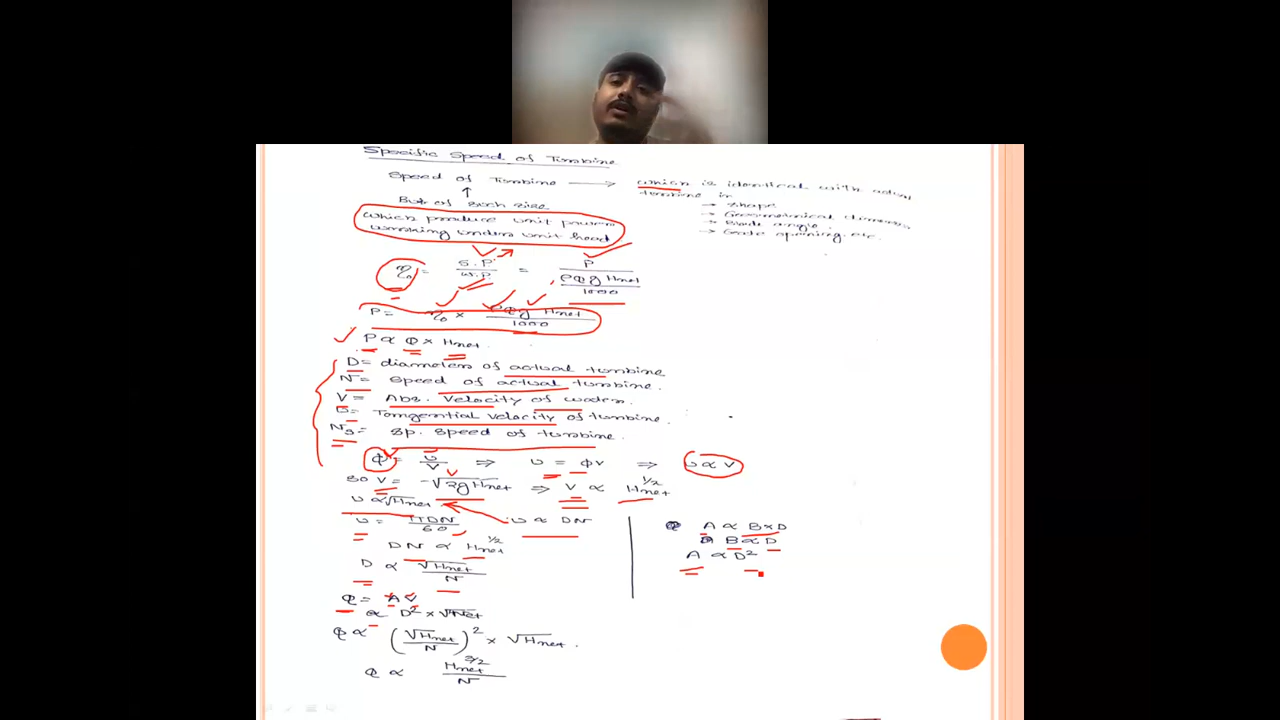 Specific speed of Turbine
Speed of Turbine → which is identical with actual
turbine in
↑
But of such size → shape
which produce unit power → Geometrical dimensions
working under unit head → Blade angle.
→ Gate opening. etc.
η₀ = S.P / W.P = P / (ρQg Hnet / 1000)
P = η₀ × ρQg Hnet / 1000
P ∝ Q × Hnet.
D = diameter of actual turbine
N = Speed of actual turbine.
V = Abs. Velocity of water.
U = Tangential velocity of turbine.
Ns = Sp. Speed of turbine.
Φ = U/V ⇒ U = ΦV ⇒ U ∝ V
SO V = √2gHnet ⇒ V ∝ Hnet^1/2
U ∝ √Hnet
U = ΠDN/60 U ∝ DN
DN ∝ Hnet^1/2
D ∝ √Hnet / N
Q = AV
∝ D² × √Hnet
Q ∝ (√Hnet / N)² × √Hnet.
Q ∝ Hnet^3/2 / N
A ∝ B×D
B ∝ D
A ∝ D²